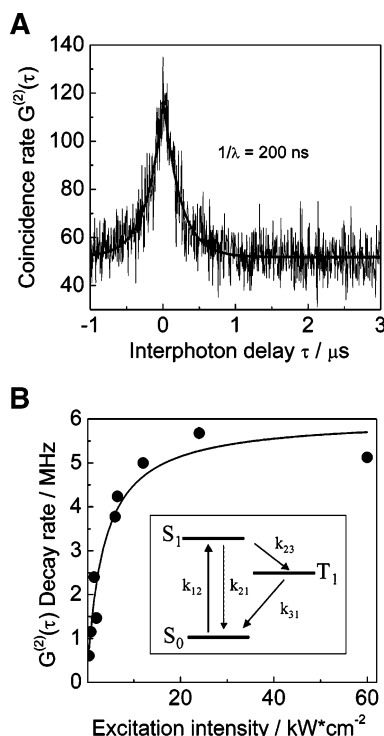 A
140
120
100
80
60
40
Coincidence rate G(2)(τ)
1/λ = 200 ns
-1 0 1 2 3
Interphoton delay τ / μs
B
6
5
4
3
2
1
0
G(2)(τ) Decay rate / MHz
S1
k23
T1
k12
k21
k31
S0
0 20 40 60
Excitation intensity / kW*cm-2